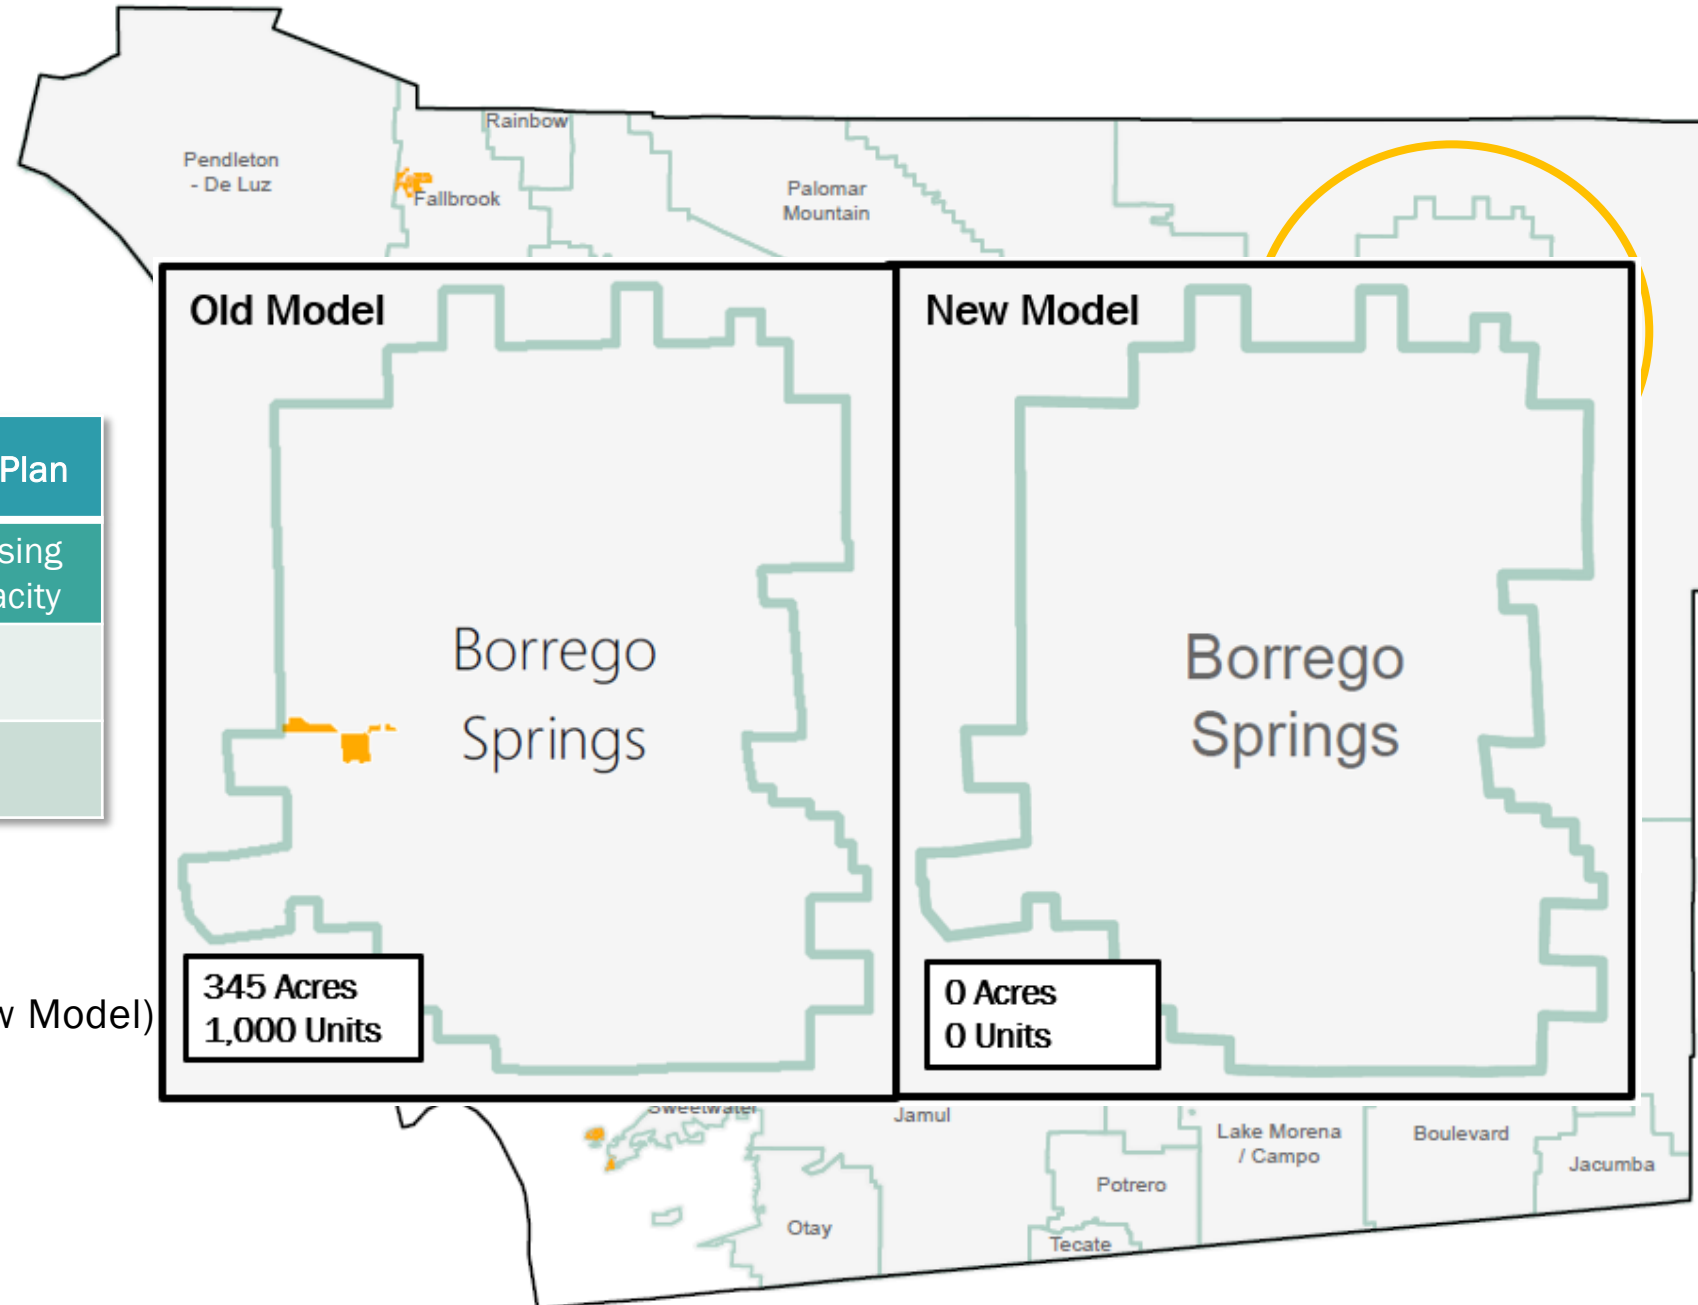 Rainbow
Pendleton
- De Luz
Fallbrook
Palomar
Mountain
Old Model
New Model
Plan
sing
acity
Borrego
Springs
Borrego
Springs
345 Acres
1,000 Units
0 Acres
0 Units
w Model)
Sweetwater
Jamul
Lake Morena
/ Campo
Boulevard
Jacumba
Potrero
Otay
Tecate